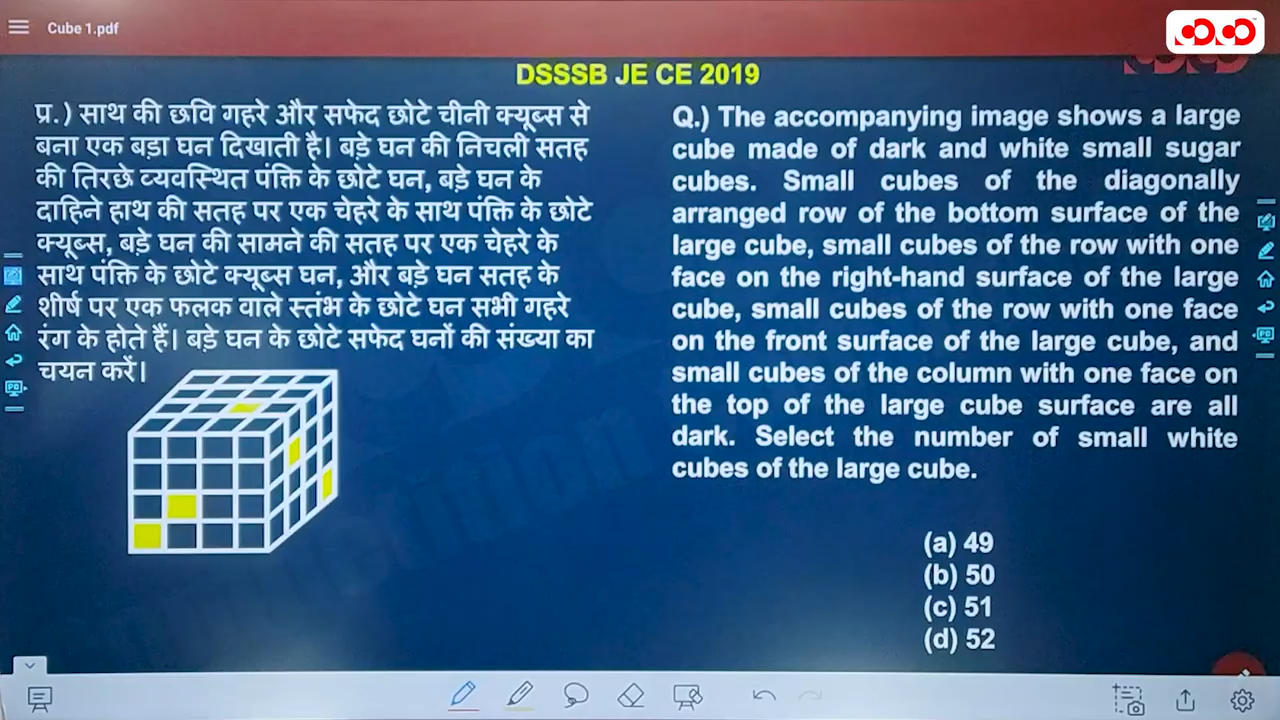 Cube 1.pdf
DSSSB JE CE 2019
प्र.) साथ की छवि गहरे और सफेद छोटे चीनी क्यूब्स से
बना एक बड़ा घन दिखाती है। बड़े घन की निचली सतह
की तिरछे व्यवस्थित पंक्ति के छोटे घन, बड़े घन के
दाहिने हाथ की सतह पर एक चेहरे के साथ पंक्ति के छोटे
क्यूब्स, बड़े घन की सामने की सतह पर एक चेहरे के
साथ पंक्ति के छोटे क्यूब्स घन, और बड़े घन सतह के
शीर्ष पर एक फलक वाले स्तंभ के छोटे घन सभी गहरे
रंग के होते हैं। बड़े घन के छोटे सफेद घनों की संख्या का
चयन करें।
Q.) The accompanying image shows a large
cube made of dark and white small sugar
cubes. Small cubes of the diagonally
arranged row of the bottom surface of the
large cube, small cubes of the row with one
face on the right-hand surface of the large
cube, small cubes of the row with one face
on the front surface of the large cube, and
small cubes of the column with one face on
the top of the large cube surface are all
dark. Select the number of small white
cubes of the large cube.
(a) 49
(b) 50
(c) 51
(d) 52